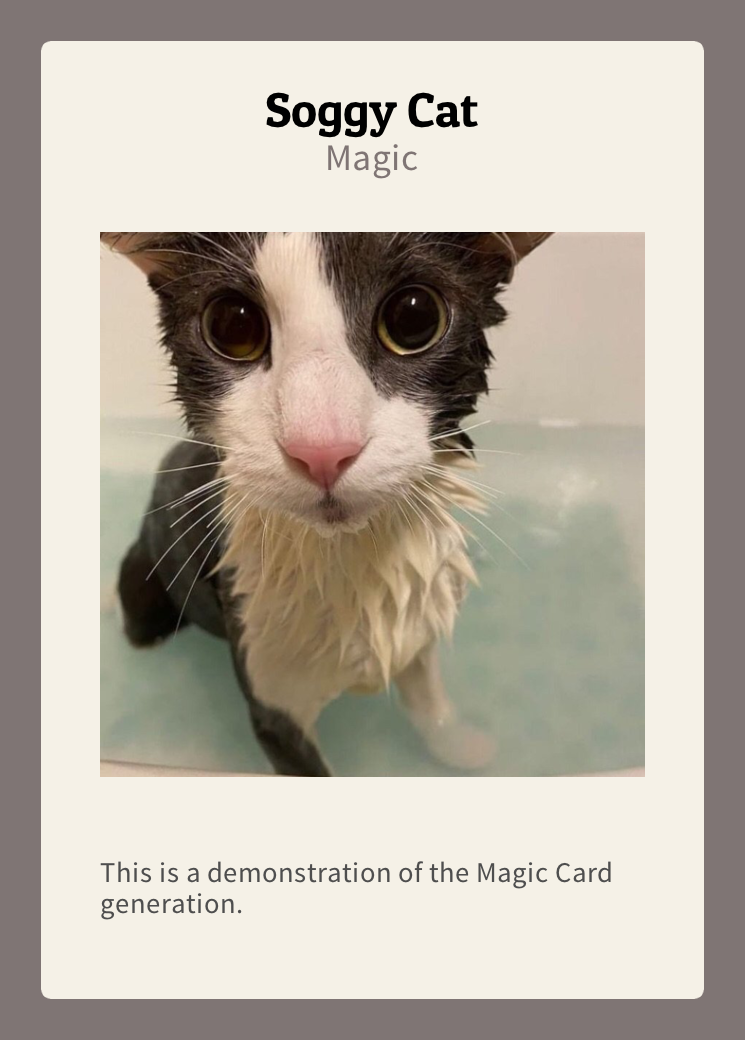 Soggy Cat
Magic
This is a demonstration of the Magic Card
generation.